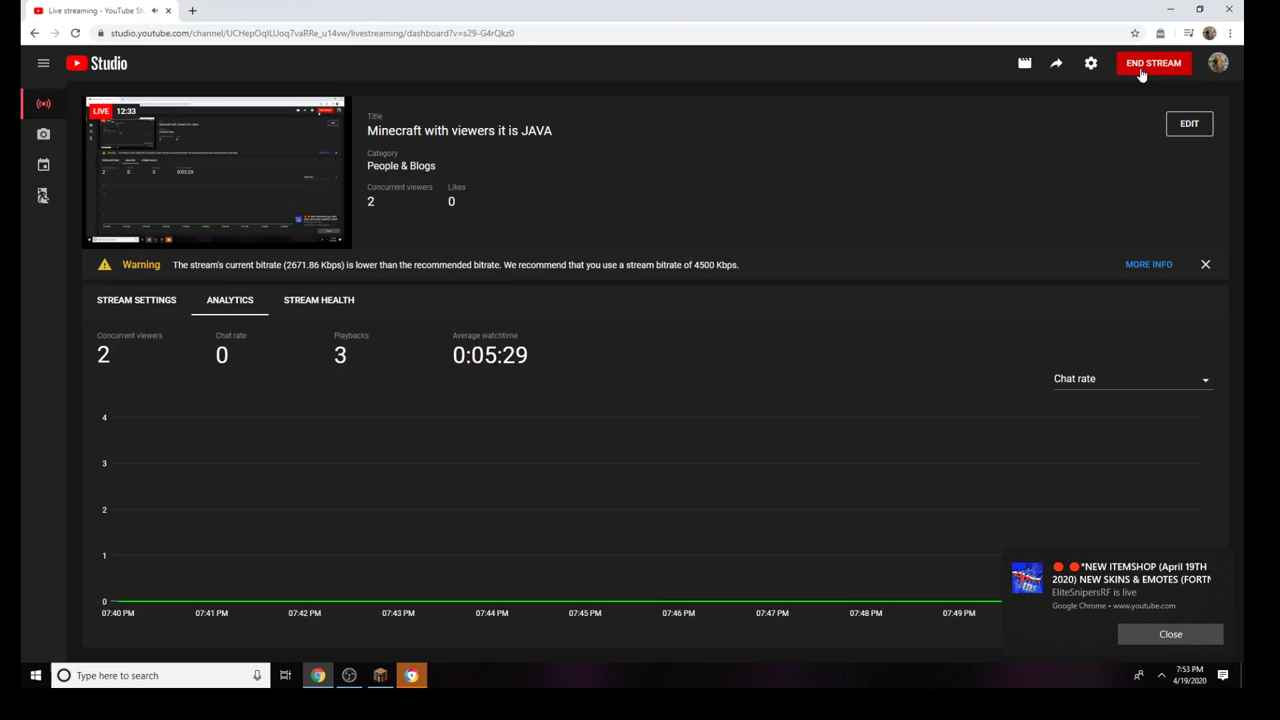 Live streaming - YouTube St
studio.youtube.com/channel/UCHepOqILUoq7vaRRe_u14vw/livestreaming/dashboard?v=s29-G4rQkz0
Studio
END STREAM
LIVE 12:33
Title
Minecraft with viewers it is JAVA
EDIT
Category
People & Blogs
Concurrent viewers Likes
2 0
Warning The stream's current bitrate (2671.86 Kbps) is lower than the recommended bitrate. We recommend that you use a stream bitrate of 4500 Kbps. MORE INFO
STREAM SETTINGS ANALYTICS STREAM HEALTH
Concurrent viewers Chat rate Playbacks Average watchtime
2 0 3 0:05:29
Chat rate
4
3
2
1
0
07:40 PM 07:41 PM 07:42 PM 07:43 PM 07:44 PM 07:45 PM 07:46 PM 07:47 PM 07:48 PM 07:49 PM
*NEW ITEMSHOP (April 19TH
2020) NEW SKINS & EMOTES (FORTN
EliteSnipersRF is live
Google Chrome • www.youtube.com
Close
Type here to search
7:53 PM
4/19/2020